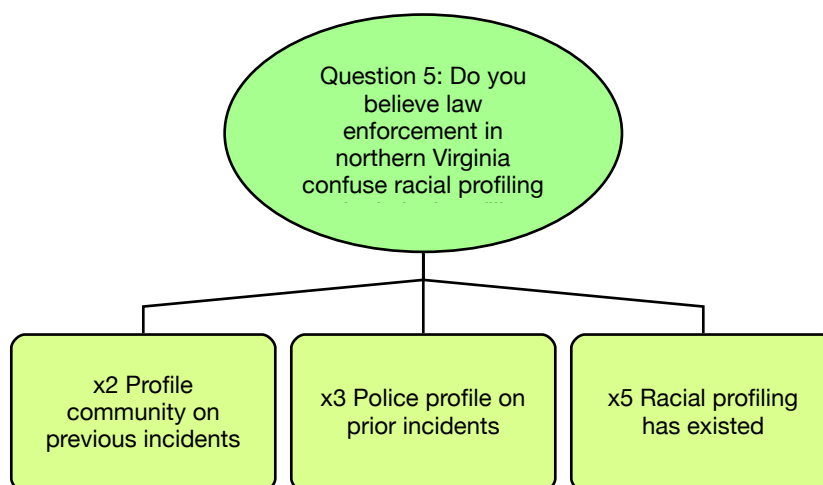 Question 5: Do you
believe law
enforcement in
northern Virginia
confuse racial profiling
x2 Profile
community on
previous incidents
x3 Police profile on
prior incidents
x5 Racial profiling
has existed